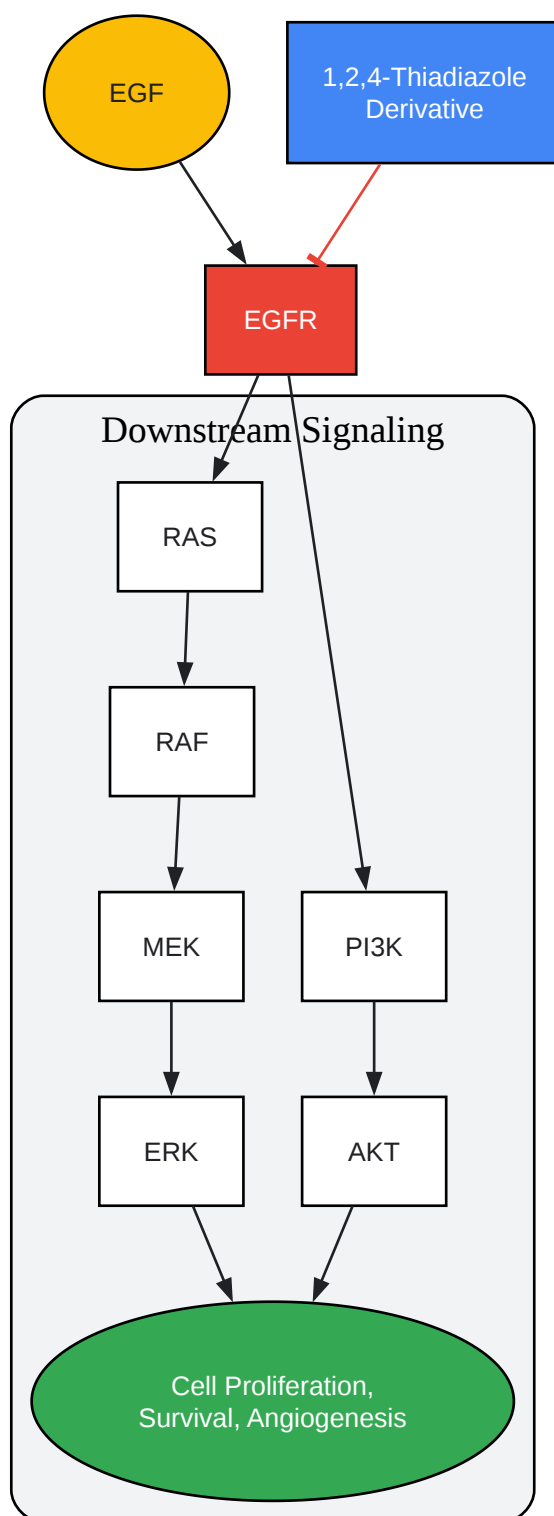 EGF
1,2,4-Thiadiazole
Derivative
EGFR
Downstream Signaling
RAS
RAF
MEK
PI3K
ERK
AKT
Cell Proliferation,
Survival, Angiogenesis